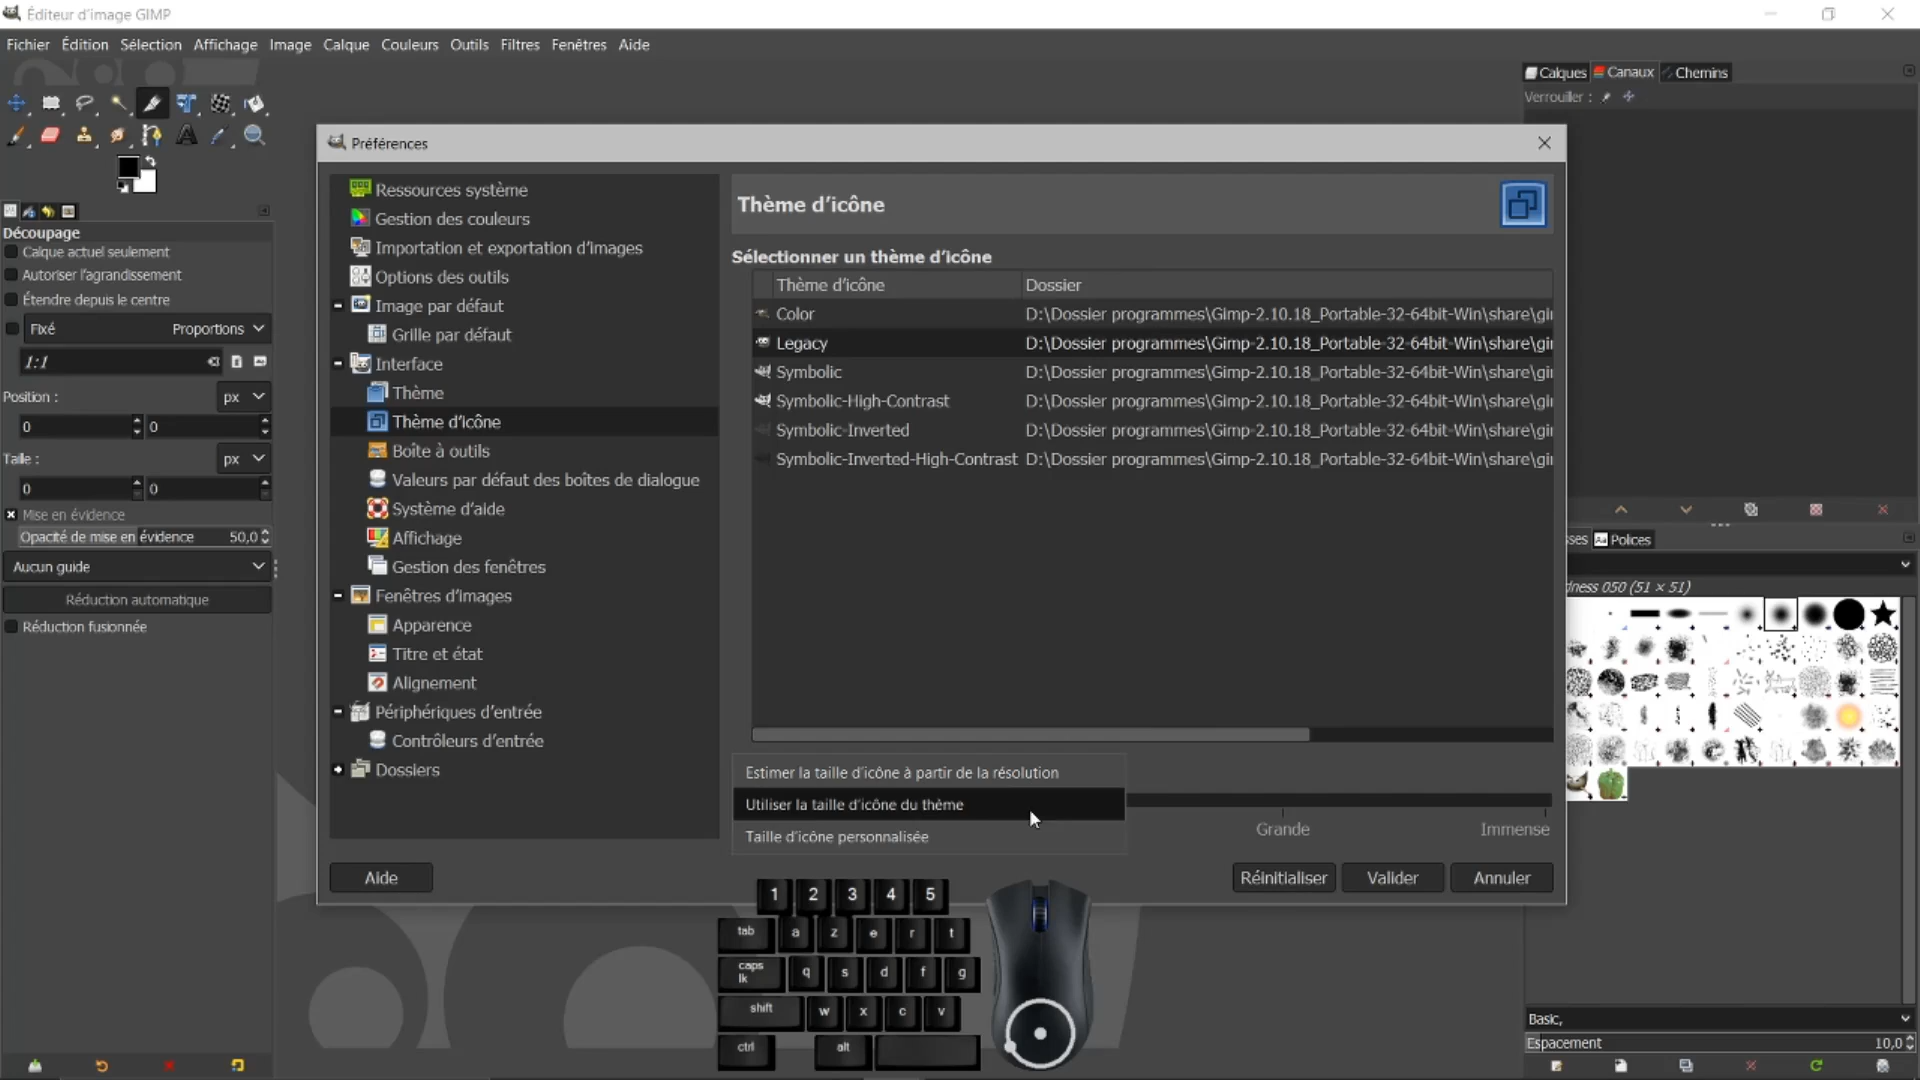 Éditeur d'image GIMP
Fichier Édition Sélection Affichage Image Calque Couleurs Outils Filtres Fenêtres Aide
Calques Canaux Chemins
Verrouiller :
Découpage
Calque actuel seulement
Autoriser l'agrandissement
Étendre depuis le centre
Fixé Proportions
1:1
Position : px
0 0
Taille : px
0 0
Mise en évidence
Opacité de mise en évidence 50,0
Aucun guide
Réduction automatique
Réduction fusionnée
Préférences
Ressources système
Gestion des couleurs
Importation et exportation d'images
Options des outils
Image par défaut
Grille par défaut
Interface
Thème
Thème d'icône
Boîte à outils
Valeurs par défaut des boîtes de dialogue
Système d'aide
Affichage
Gestion des fenêtres
Fenêtres d'images
Apparence
Titre et état
Alignement
Périphériques d'entrée
Contrôleurs d'entrée
Dossiers
Thème d'icône
Sélectionner un thème d'icône
Thème d'icône Dossier
Color D:\Dossier programmes\Gimp-2.10.18_Portable-32-64bit-Win\share\gi
Legacy D:\Dossier programmes\Gimp-2.10.18_Portable-32-64bit-Win\share\gi
Symbolic D:\Dossier programmes\Gimp-2.10.18_Portable-32-64bit-Win\share\gi
Symbolic-High-Contrast D:\Dossier programmes\Gimp-2.10.18_Portable-32-64bit-Win\share\gi
Symbolic-Inverted D:\Dossier programmes\Gimp-2.10.18_Portable-32-64bit-Win\share\gi
Symbolic-Inverted-High-Contrast D:\Dossier programmes\Gimp-2.10.18_Portable-32-64bit-Win\share\gi
Estimer la taille d'icône à partir de la résolution
Utiliser la taille d'icône du thème
Taille d'icône personnalisée
Grande Immense
Aide Réinitialiser Valider Annuler
sses Polices
dness 050 (51 × 51)
Basic,
Espacement 10,0
1 2 3 4 5
tab a z e r t
caps lk q s d f g
shift w x c v
ctrl alt